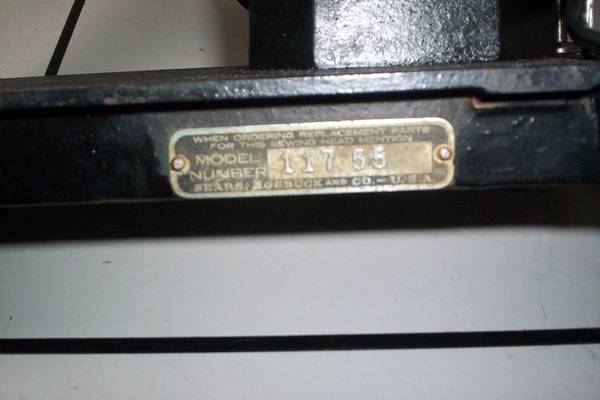 WHEN ORDERING REPLACEMENT PARTS
FOR THIS SEWING HEAD MENTION
MODEL
NUMBER 117 55
SEARS, ROEBUCK AND CO.-U.S.A.